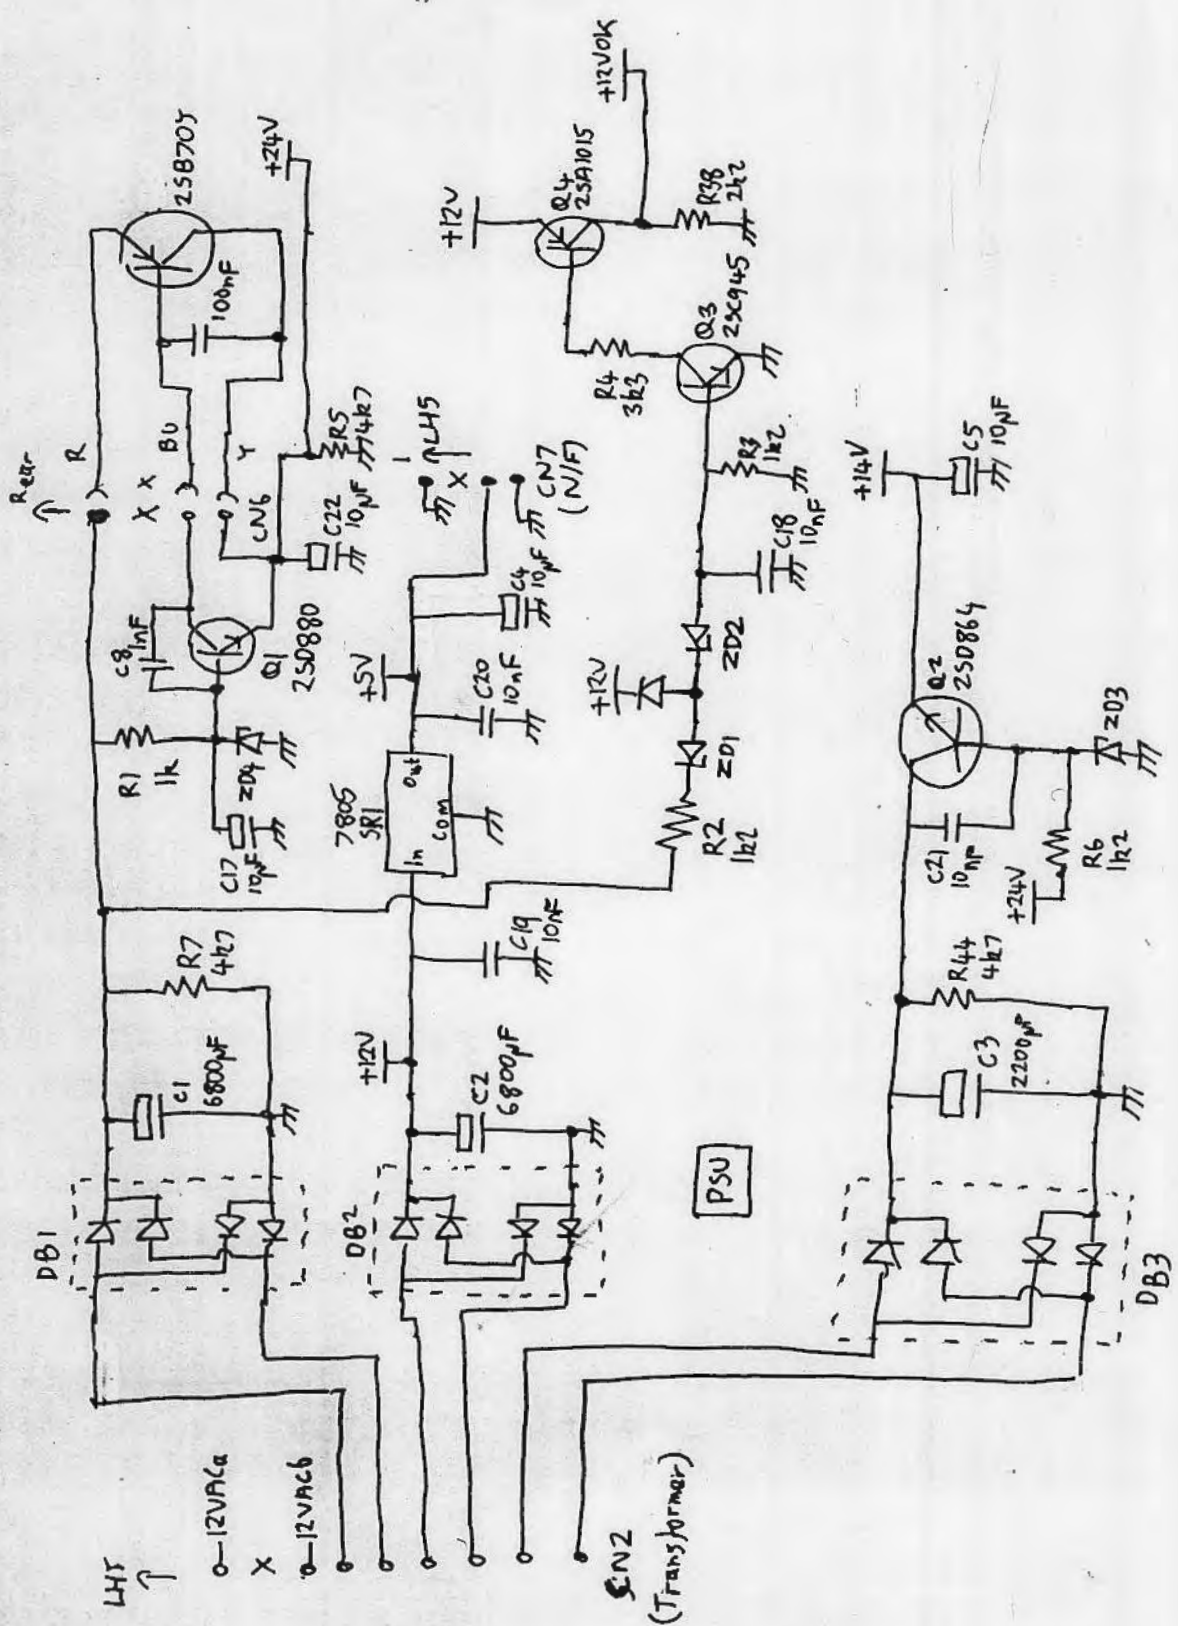 LHS
12VACa
X
12VACb
CN2
(Transformer)
DB1
C1
6800µF
R7
4k7
R1
1k
C17
10µF
ZD4
C8
1nF
Q1
2SD880
Rear
R
X
X
BU
Y
CN6
C22
10µF
R5
4k7
100nF
2SB705
+24V
DB2
+12V
C2
6800µF
C19
10nF
7805
SR1
In
Out
Com
+5V
C20
10nF
C4
10µF
LHS
X
CN7
(N/F)
PSU
R2
1k2
ZD1
+12V
ZD2
C18
10nF
R3
1k2
Q3
2SC945
R4
3k3
+12V
Q4
2SA1015
R38
2k2
+12VOK
DB3
C3
2200µF
R44
4k7
C21
10nF
+24V
R6
1k2
ZD3
Q2
2SD864
+14V
C5
10µF